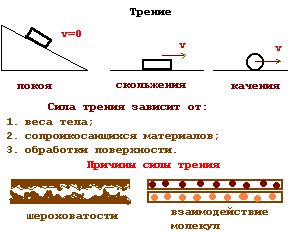 Трение
v=0
v
v
покоя
скольжения
качения
Сила трения зависит от:
1. веса тела;
2. сопроикосающихся материалов;
3. обработки поверхности.
Причины силы трения
шероховатости
взаимодействие
молекул